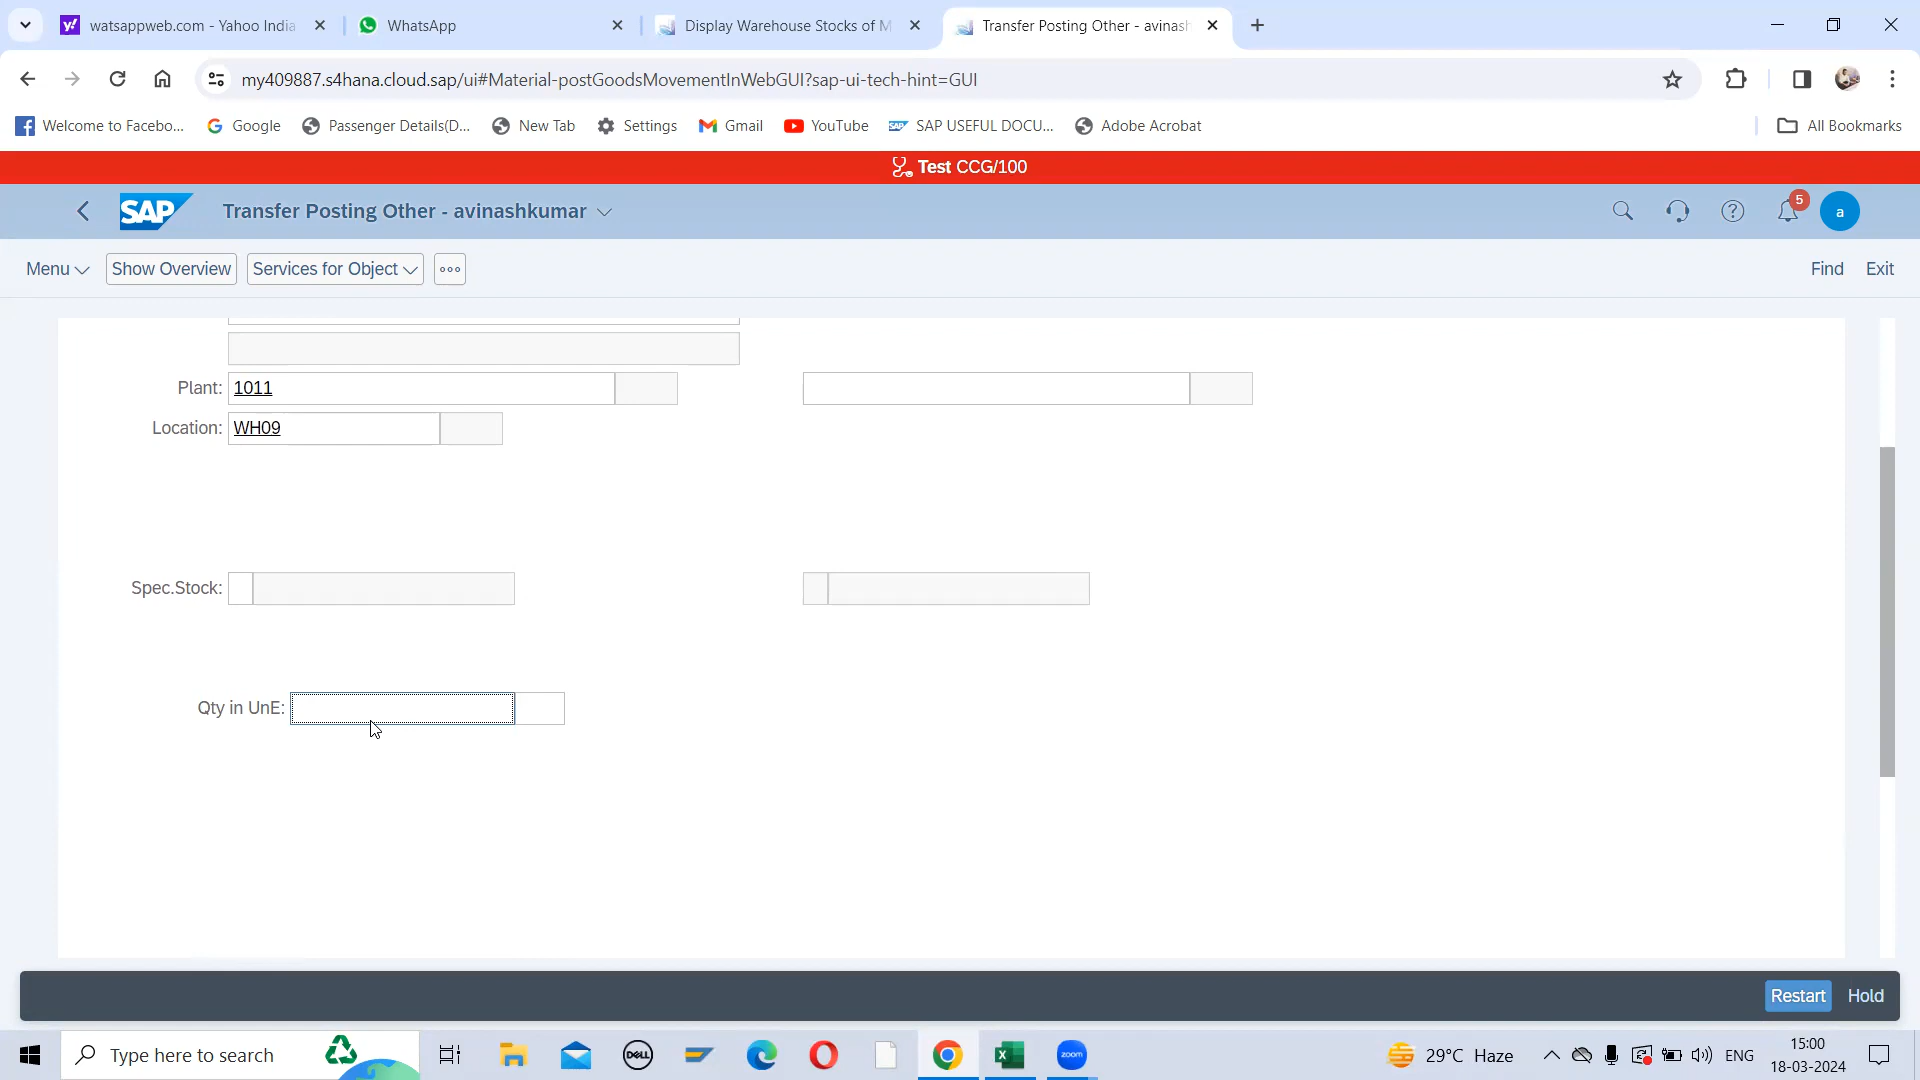 watsappweb.com - Yahoo India
WhatsApp
Display Warehouse Stocks of M
Transfer Posting Other - avinash
my409887.s4hana.cloud.sap/ui#Material-postGoodsMovementInWebGUI?sap-ui-tech-hint=GUI
Welcome to Facebo...
Google
Passenger Details(D...
New Tab
Settings
Gmail
YouTube
SAP USEFUL DOCU...
Adobe Acrobat
All Bookmarks
Test CCG/100
SAP
Transfer Posting Other - avinashkumar
5
a
Menu
Show Overview
Services for Object
Find
Exit
Plant: 1011
Location: WH09
Spec.Stock:
Qty in UnE:
Restart
Hold
Type here to search
DELL
zoom
29°C Haze
ENG
15:00
18-03-2024